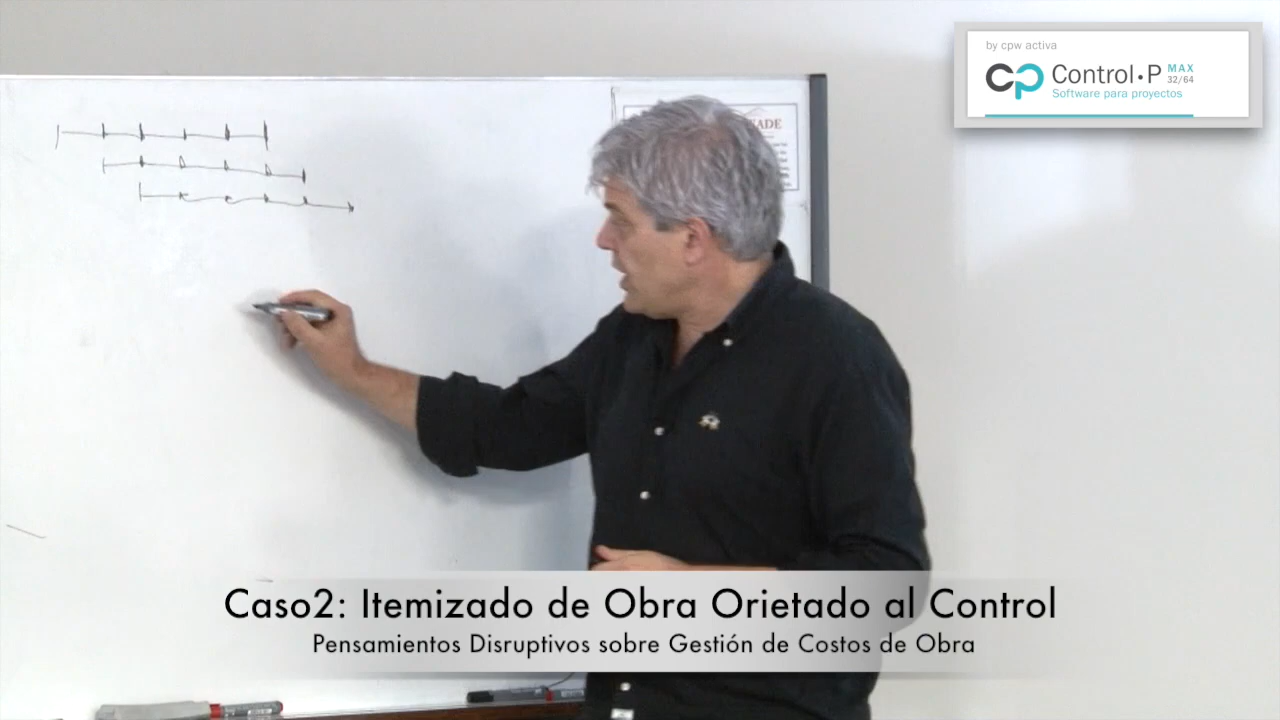 by cpw activa
cp Control•P MAX
32/64
Software para proyectos
Caso2: Itemizado de Obra Orietado al Control
Pensamientos Disruptivos sobre Gestión de Costos de Obra